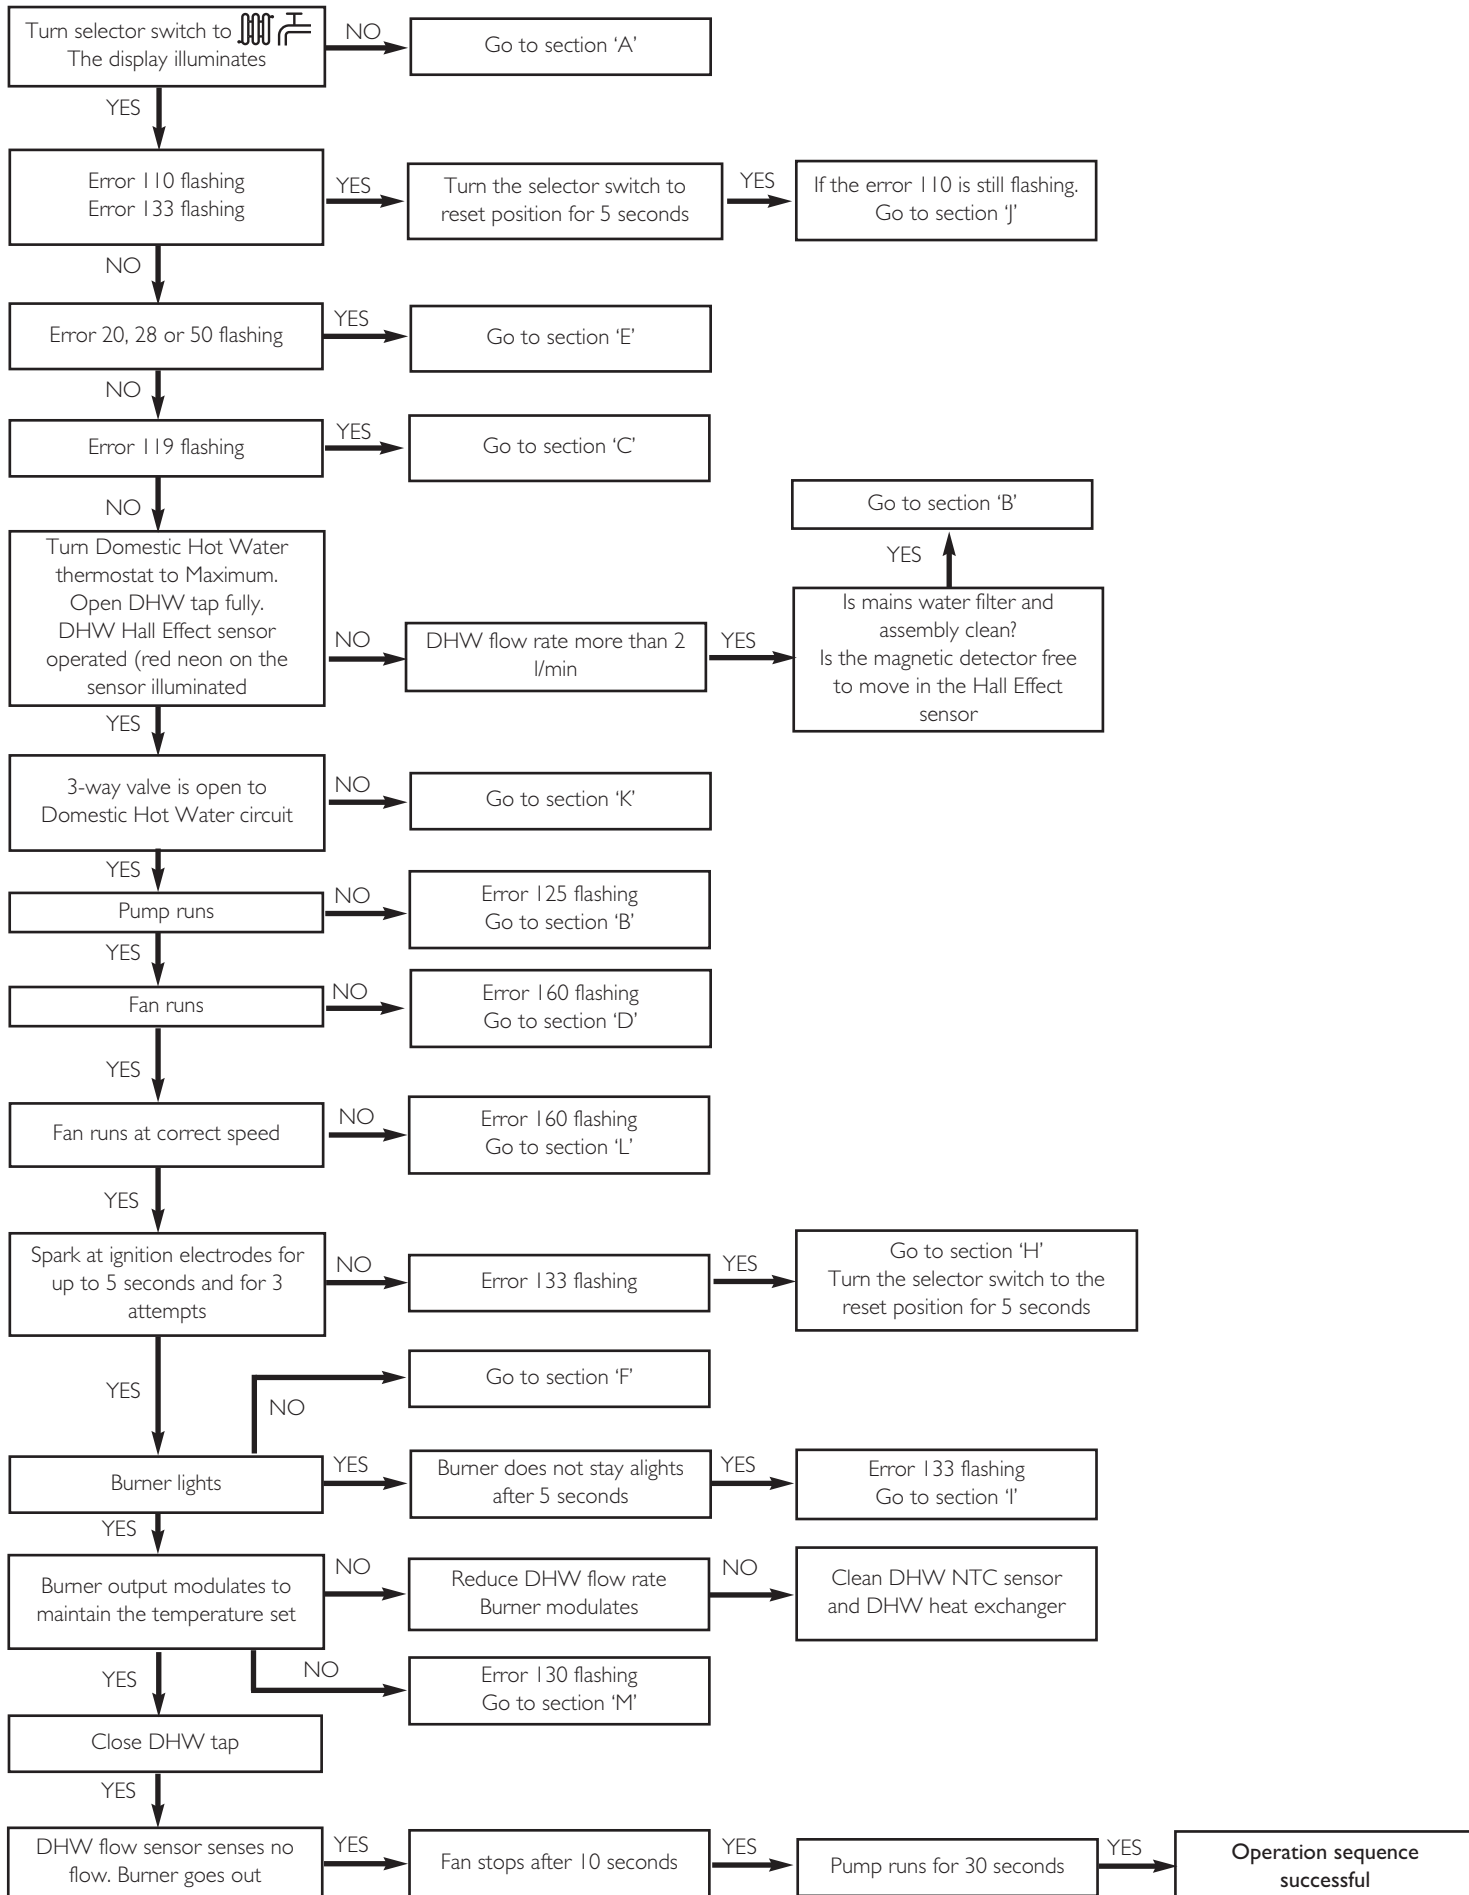 Turn selector switch to
The display illuminates
NO
Go to section ‘A’
YES
Error 110 flashing
Error 133 flashing
YES
Turn the selector switch to
reset position for 5 seconds
YES
If the error 110 is still flashing.
Go to section ‘J’
NO
Error 20, 28 or 50 flashing
YES
Go to section ‘E’
NO
Error 119 flashing
YES
Go to section ‘C’
NO
Turn Domestic Hot Water
thermostat to Maximum.
Open DHW tap fully.
DHW Hall Effect sensor
operated (red neon on the
sensor illuminated
NO
DHW flow rate more than 2
l/min
YES
Is mains water filter and
assembly clean?
Is the magnetic detector free
to move in the Hall Effect
sensor
YES
Go to section ‘B’
YES
3-way valve is open to
Domestic Hot Water circuit
NO
Go to section ‘K’
YES
Pump runs
NO
Error 125 flashing
Go to section ‘B’
YES
Fan runs
NO
Error 160 flashing
Go to section ‘D’
YES
Fan runs at correct speed
NO
Error 160 flashing
Go to section ‘L’
YES
Spark at ignition electrodes for
up to 5 seconds and for 3
attempts
NO
Error 133 flashing
YES
Go to section ‘H’
Turn the selector switch to the
reset position for 5 seconds
YES
NO
Go to section ‘F’
Burner lights
YES
Burner does not stay alights
after 5 seconds
YES
Error 133 flashing
Go to section ‘I’
YES
Burner output modulates to
maintain the temperature set
NO
Reduce DHW flow rate
Burner modulates
NO
Clean DHW NTC sensor
and DHW heat exchanger
NO
Error 130 flashing
Go to section ‘M’
YES
Close DHW tap
YES
DHW flow sensor senses no
flow. Burner goes out
YES
Fan stops after 10 seconds
YES
Pump runs for 30 seconds
YES
Operation sequence
successful